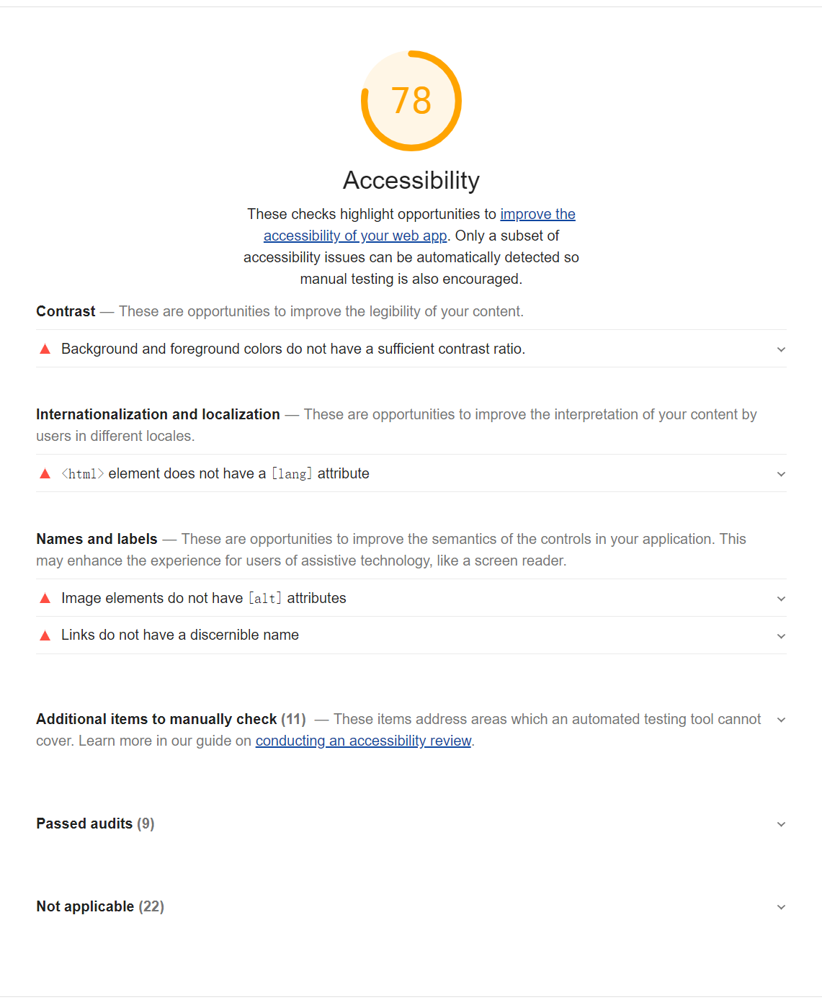 78
Accessibility
These checks highlight opportunities to improve the
accessibility of your web app. Only a subset of
accessibility issues can be automatically detected so
manual testing is also encouraged.
Contrast — These are opportunities to improve the legibility of your content.
Background and foreground colors do not have a sufficient contrast ratio.
Internationalization and localization — These are opportunities to improve the interpretation of your content by
users in different locales.
<html> element does not have a [lang] attribute
Names and labels — These are opportunities to improve the semantics of the controls in your application. This
may enhance the experience for users of assistive technology, like a screen reader.
Image elements do not have [alt] attributes
Links do not have a discernible name
Additional items to manually check (11) — These items address areas which an automated testing tool cannot
cover. Learn more in our guide on conducting an accessibility review.
Passed audits (9)
Not applicable (22)